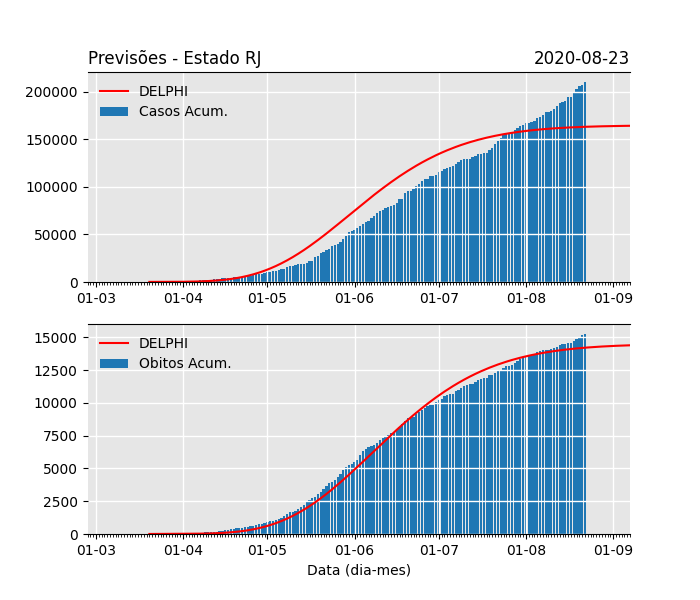 Previsões - Estado RJ 2020-08-23
DELPHI
Casos Acum.
200000
150000
100000
50000
0
01-03 01-04 01-05 01-06 01-07 01-08 01-09
DELPHI
Obitos Acum.
15000
12500
10000
7500
5000
2500
0
01-03 01-04 01-05 01-06 01-07 01-08 01-09
Data (dia-mes)